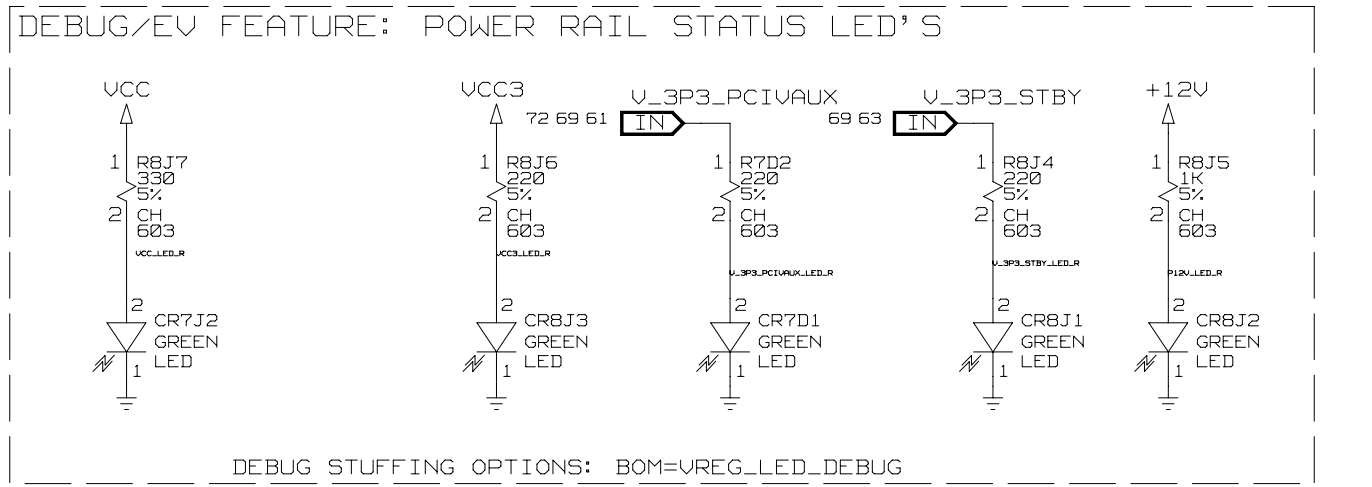 DEBUG/EV FEATURE: POWER RAIL STATUS LED'S
VCC
VCC3
V_3P3_PCIVAUX
V_3P3_STBY
+12V
72 69 61
IN
69 63
IN
1
R8J7
330
5%
2
CH
603
VCC_LED_R
2
CR7J2
GREEN
LED
1
1
R8J6
220
5%
2
CH
603
VCC3_LED_R
2
CR8J3
GREEN
LED
1
1
R7D2
220
5%
2
CH
603
V_3P3_PCIVAUX_LED_R
2
CR7D1
GREEN
LED
1
1
R8J4
220
5%
2
CH
603
V_3P3_STBY_LED_R
2
CR8J1
GREEN
LED
1
1
R8J5
1K
5%
2
CH
603
P12V_LED_R
2
CR8J2
GREEN
LED
1
DEBUG STUFFING OPTIONS: BOM=VREG_LED_DEBUG